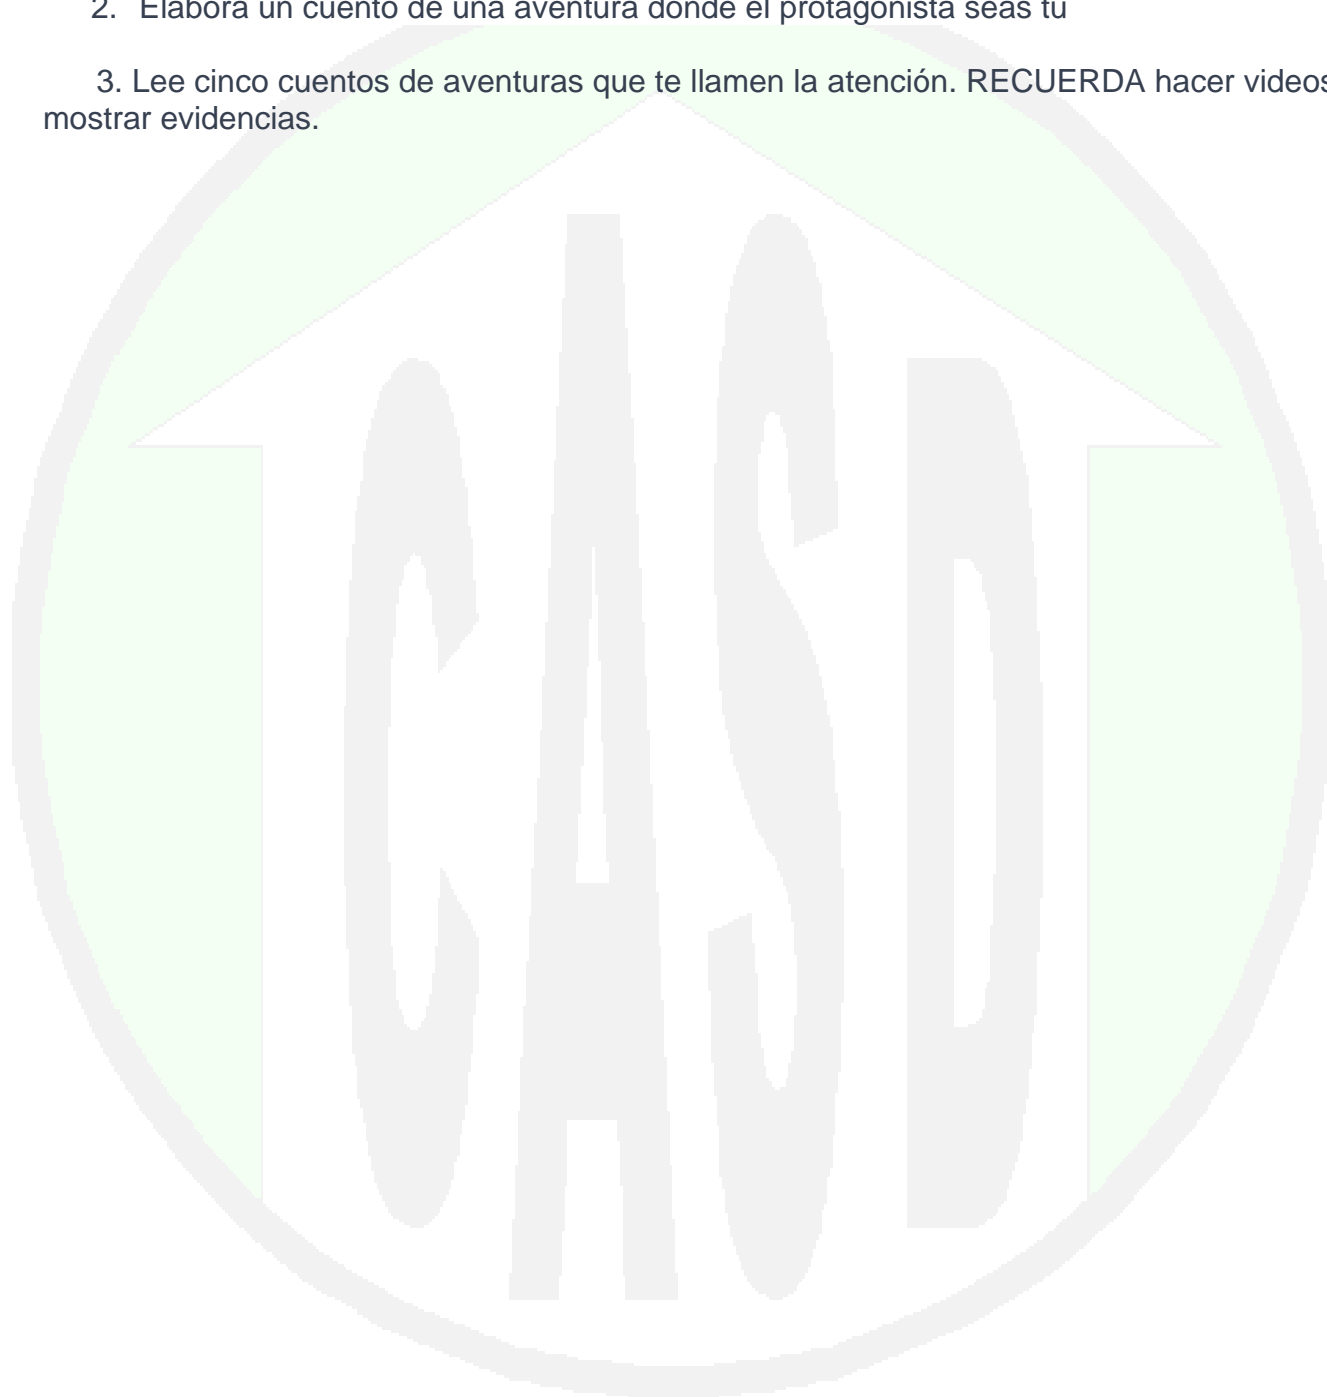 2. Elabora un cuento de una aventura donde el protagonista seas tu
3. Lee cinco cuentos de aventuras que te llamen la atención. RECUERDA hacer videos
mostrar evidencias.
CASD